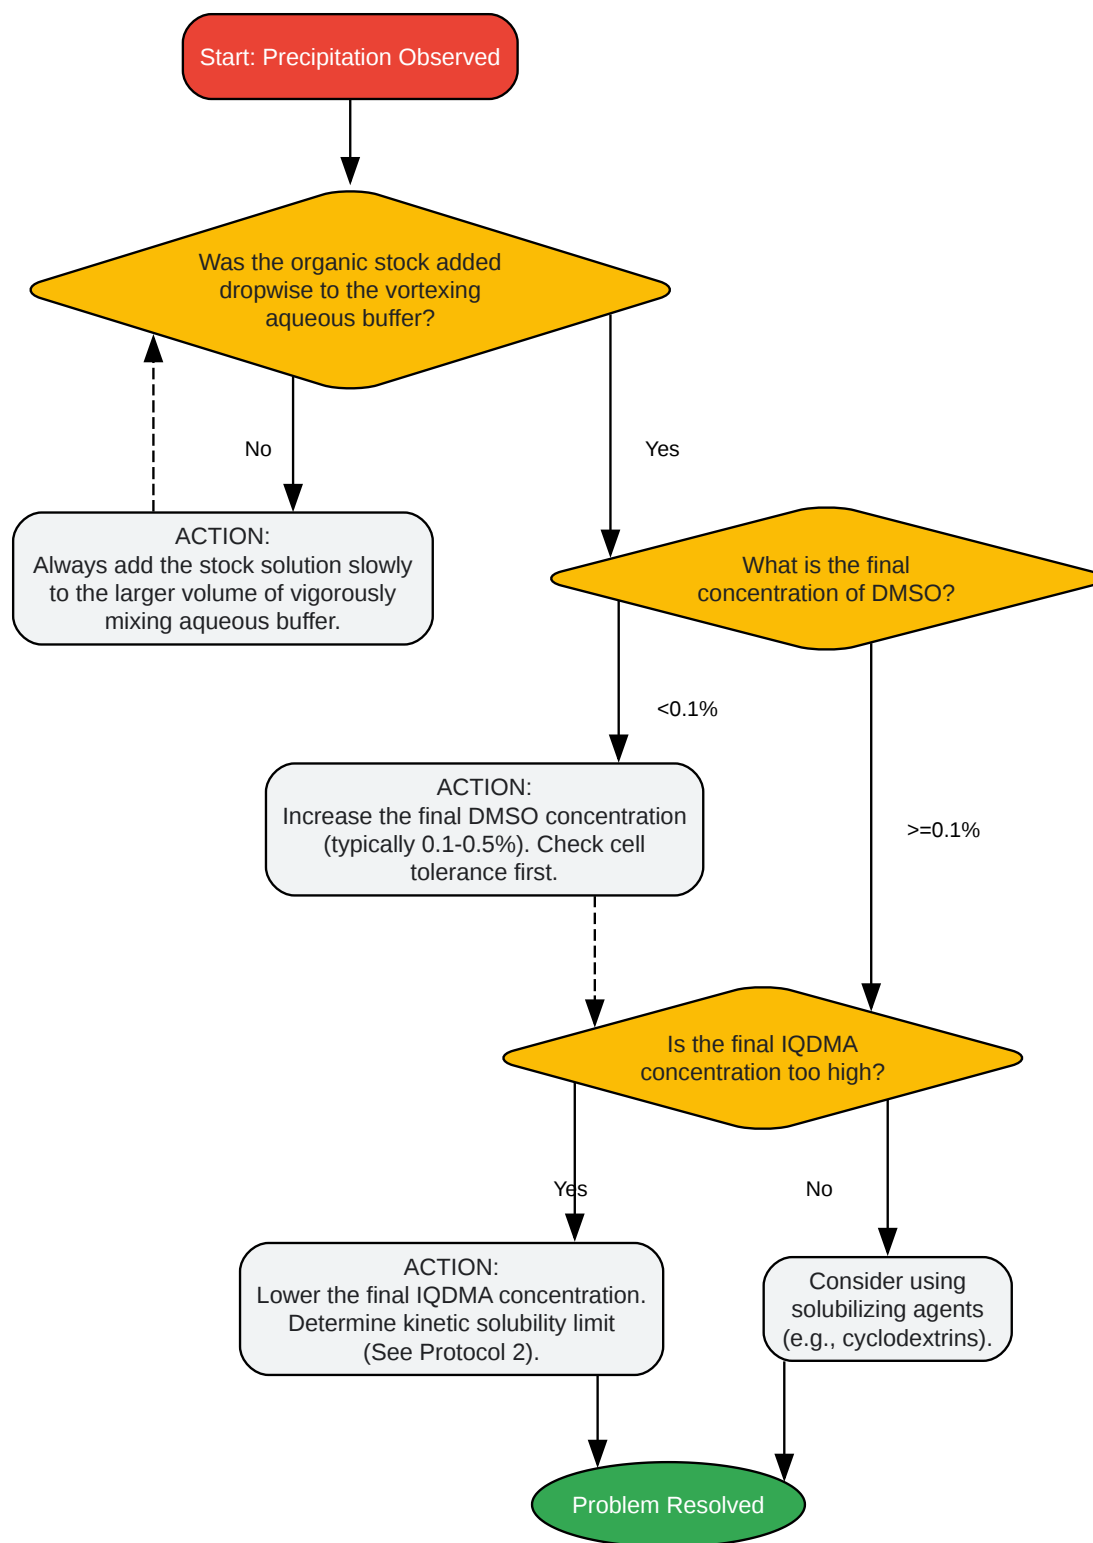 Start: Precipitation Observed
Was the organic stock added
dropwise to the vortexing
aqueous buffer?
No
Yes
ACTION:
Always add the stock solution slowly
to the larger volume of vigorously
mixing aqueous buffer.
What is the final
concentration of DMSO?
<0.1%
>=0.1%
ACTION:
Increase the final DMSO concentration
(typically 0.1-0.5%). Check cell
tolerance first.
Is the final IQDMA
concentration too high?
Yes
No
ACTION:
Lower the final IQDMA concentration.
Determine kinetic solubility limit
(See Protocol 2).
Consider using
solubilizing agents
(e.g., cyclodextrins).
Problem Resolved